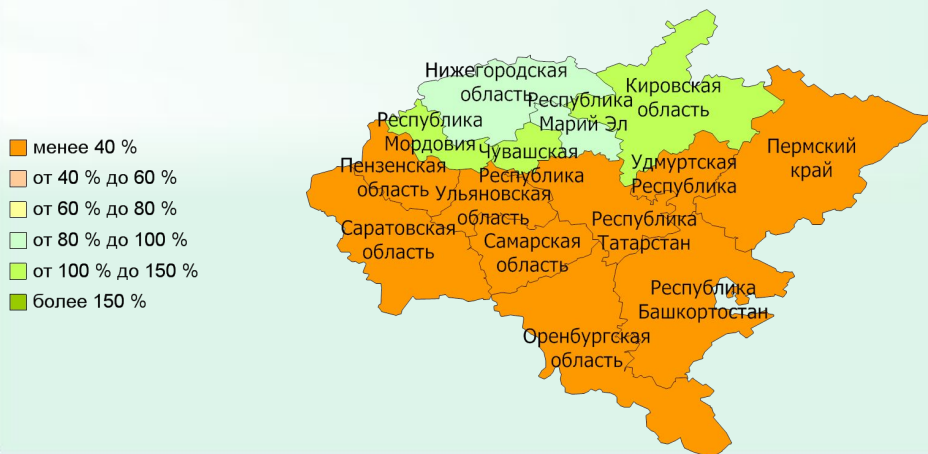 менее 40 %
от 40 % до 60 %
от 60 % до 80 %
от 80 % до 100 %
от 100 % до 150 %
более 150 %
Нижегородская
область
Республика
Марий Эл
Кировская
область
Республика
Мордовия
Чувашская
Республика
Удмуртская
Республика
Пермский
край
Пензенская
область
Ульяновская
область
Республика
Татарстан
Саратовская
область
Самарская
область
Республика
Башкортостан
Оренбургская
область